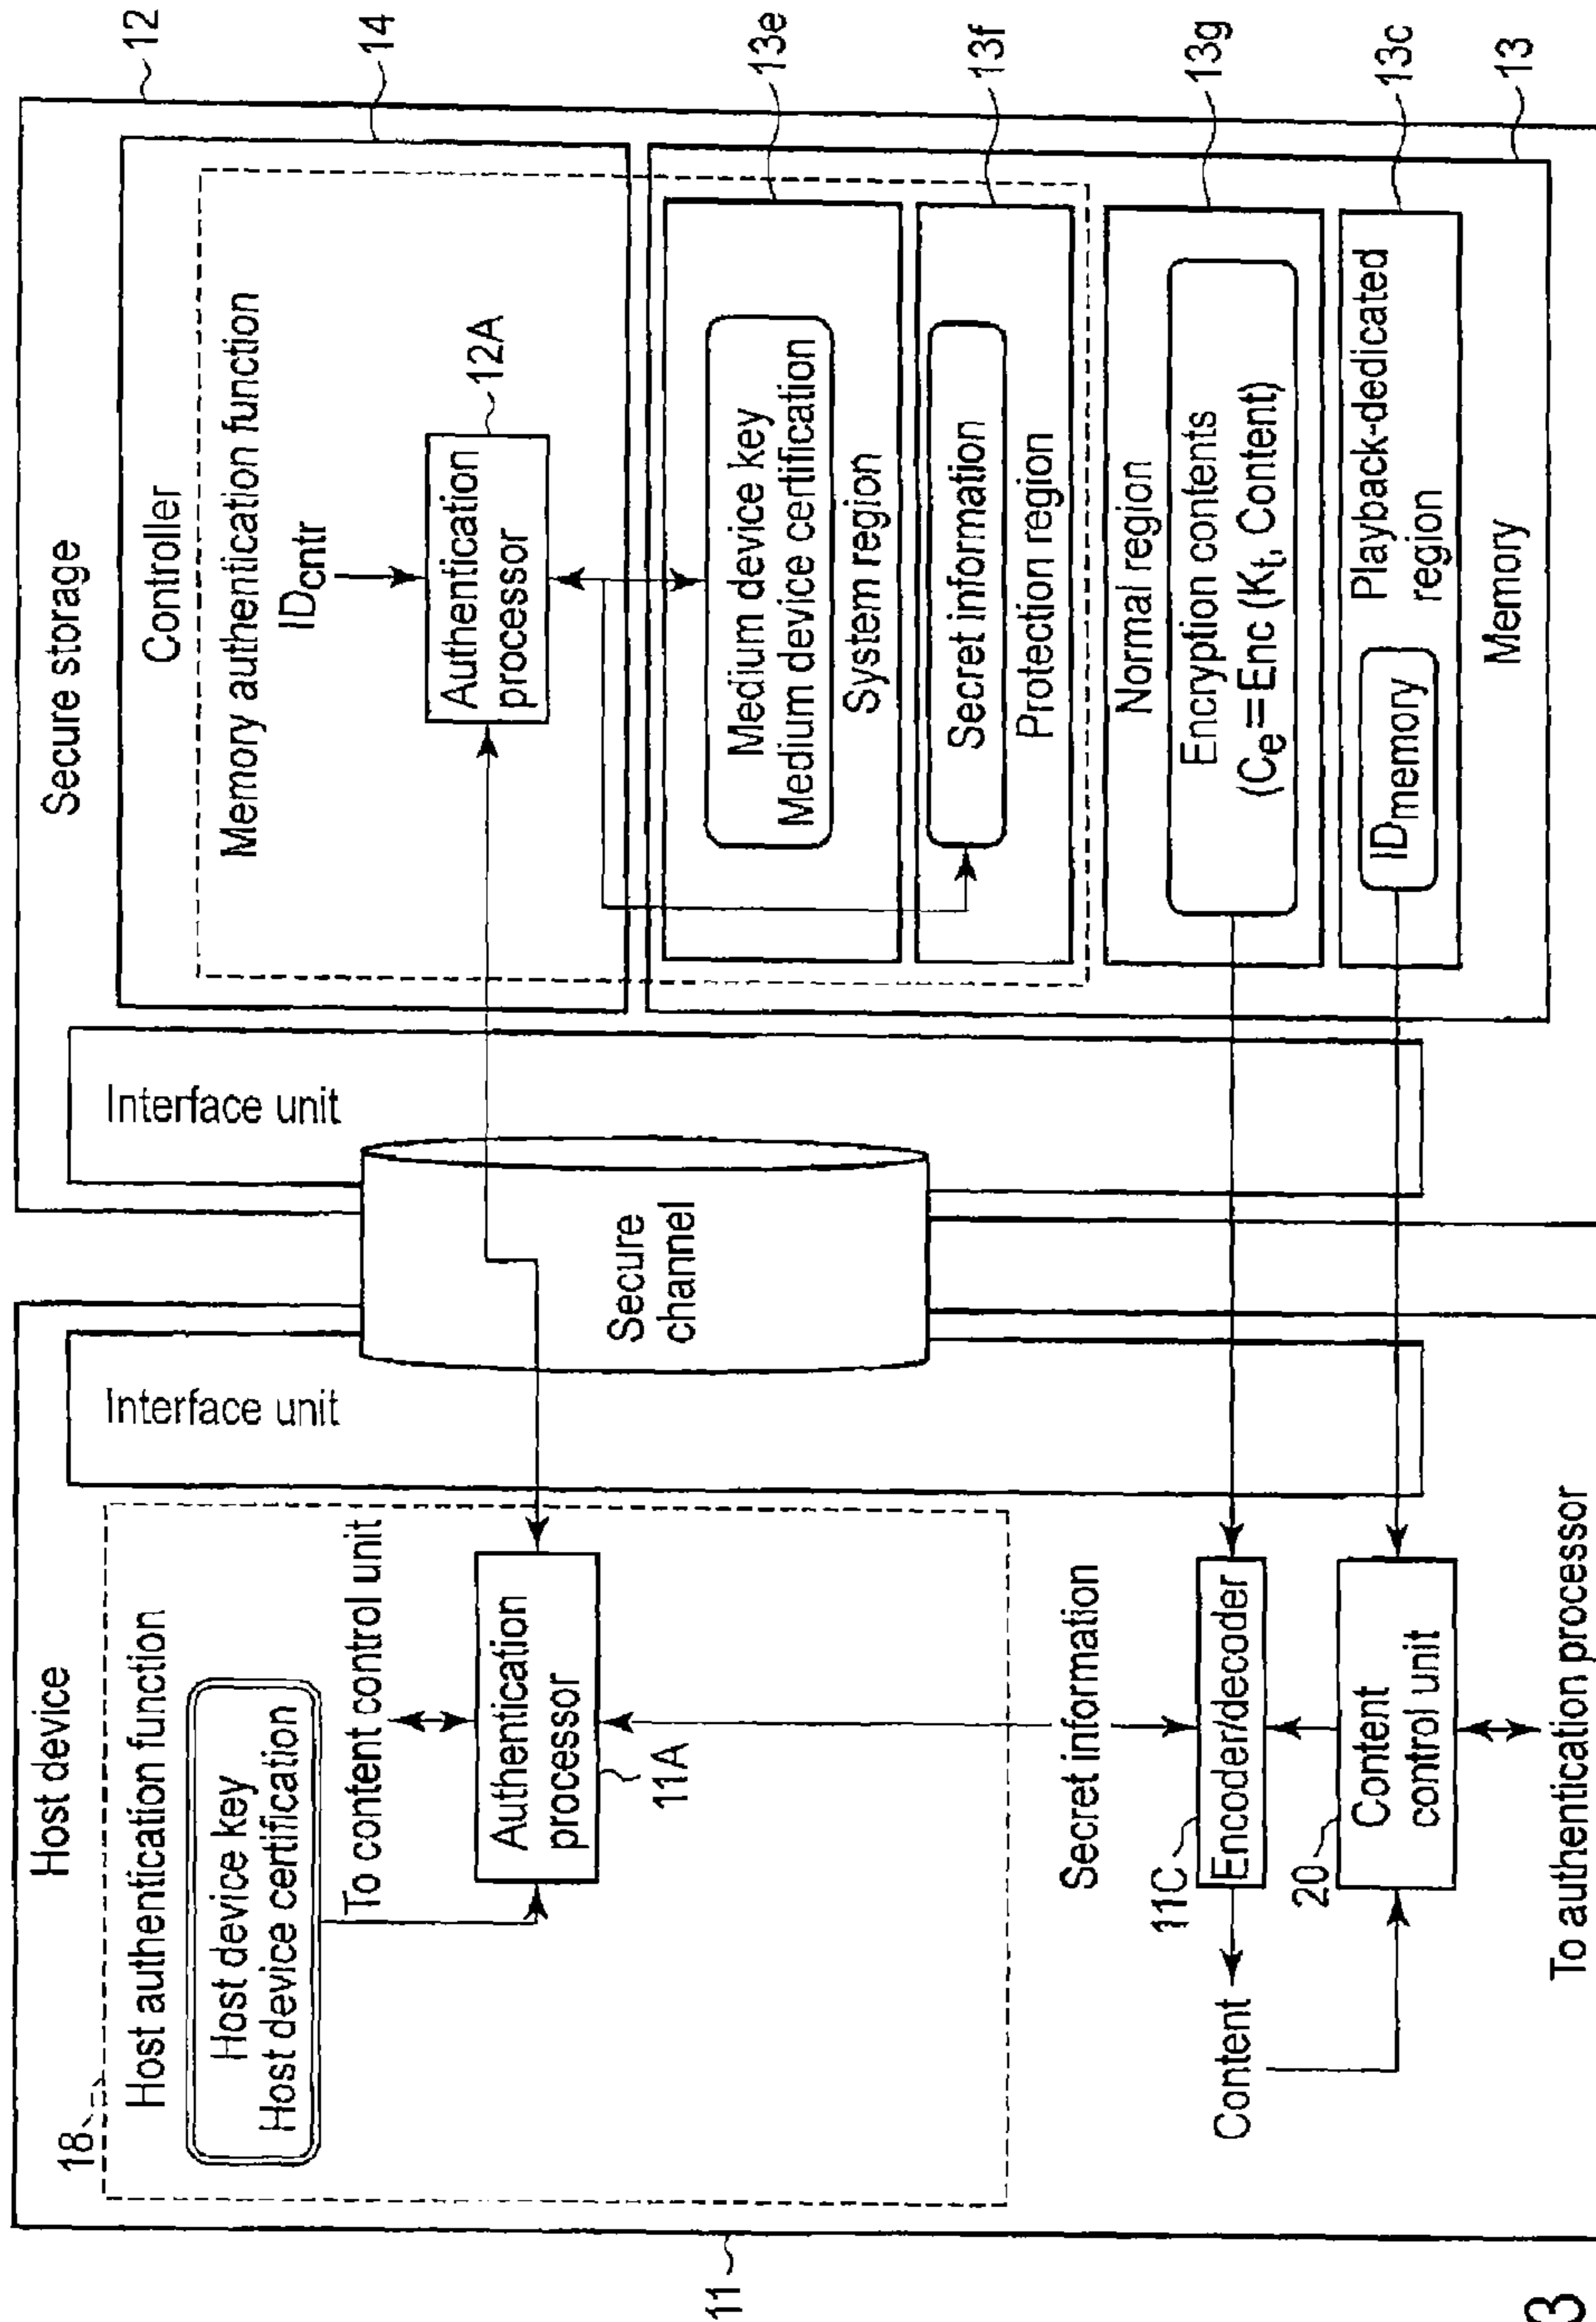 Host device
18
Host authentication function
Host device key
Host device certification
To content control unit
Authentication
processor
11A
Secret information
11C
Encoder/decoder
Content
20
Content
control unit
To authentication processor
11
Interface unit
Secure
channel
Interface unit
Secure storage
12
Controller
14
Memory authentication function
IDcntr
Authentication
processor
12A
Medium device key
Medium device certification
System region
13e
Secret information
Protection region
13f
Normal region
Encryption contents
(Ce=Enc (Kt, Content)
13g
Playback-dedicated
region
IDmemory
13c
Memory
13
3